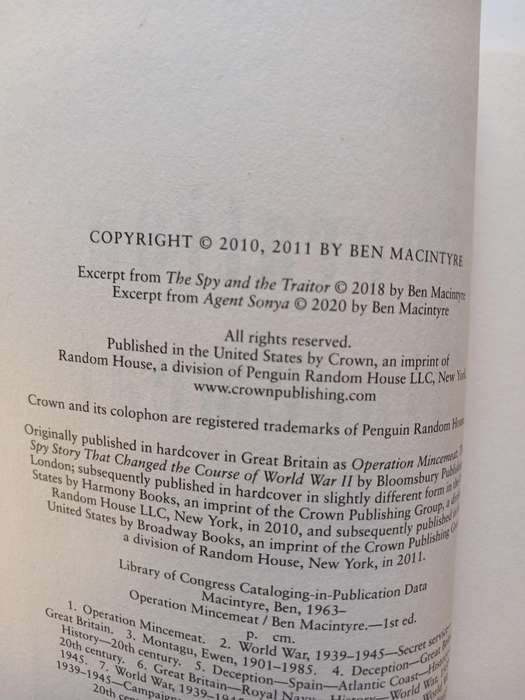 COPYRIGHT © 2010, 2011 BY BEN MACINTYRE
Excerpt from The Spy and the Traitor © 2018 by Ben Macintyre
Excerpt from Agent Sonya © 2020 by Ben Macintyre
All rights reserved.
Published in the United States by Crown, an imprint of
Random House, a division of Penguin Random House LLC, New York
www.crownpublishing.com
Crown and its colophon are registered trademarks of Penguin Random
Originally published in hardcover in Great Britain as Operation Mincemeat:
Spy Story That Changed the Course of World War II by Bloomsbury
London; subsequently published in hardcover in slightly different form in the
States by Harmony Books, an imprint of the Crown Publishing Group, a
Random House LLC, New York, in 2010, and subsequently published
United States by Broadway Books, an imprint of the Crown Publishing
a division of Random House, New York, in 2011.
Library of Congress Cataloging-in-Publication Data
Macintyre, Ben, 1963–
Operation Mincemeat / Ben Macintyre.—1st ed.
p. cm.
1. Operation Mincemeat. 2. World War, 1939–1945—Secret
Great Britain. 3. Montagu, Ewen, 1901–1985. 4. Deception—Great
History—20th century. 5. Deception—Spain—Atlantic Coast—
20th century. 6. Great Britain—Royal Navy—History—World War,
1945. 7. World War, 1939–
1939–1945—Campaigns
20th